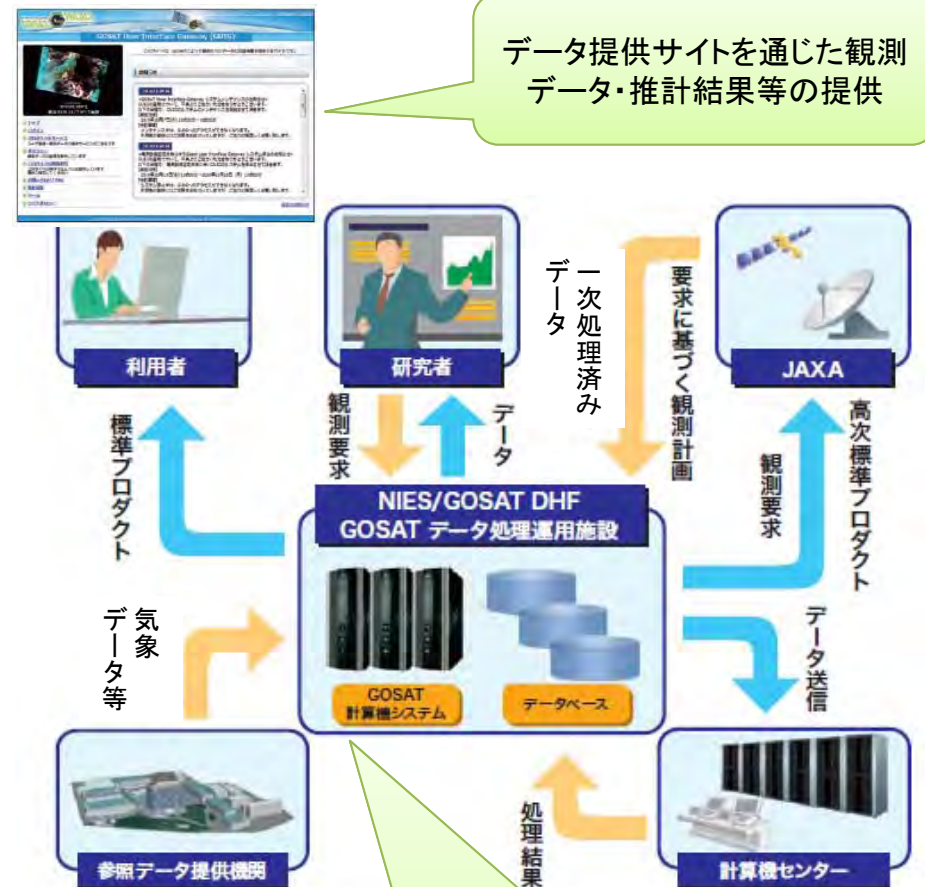 GOSAT User Interface Gateway (GUIG)
データ提供サイトを通じた観測
データ・推計結果等の提供
利用者
研究者
JAXA
標準プロダクト
観測要求
データ
一次処理済み
データ
要求に基づく観測計画
観測要求
高次標準プロダクト
NIES/GOSAT DHF
GOSAT データ処理運用施設
GOSAT
計算機システム
データベース
気象
データ等
データ送信
処理結果
参照データ提供機関
計算機センター